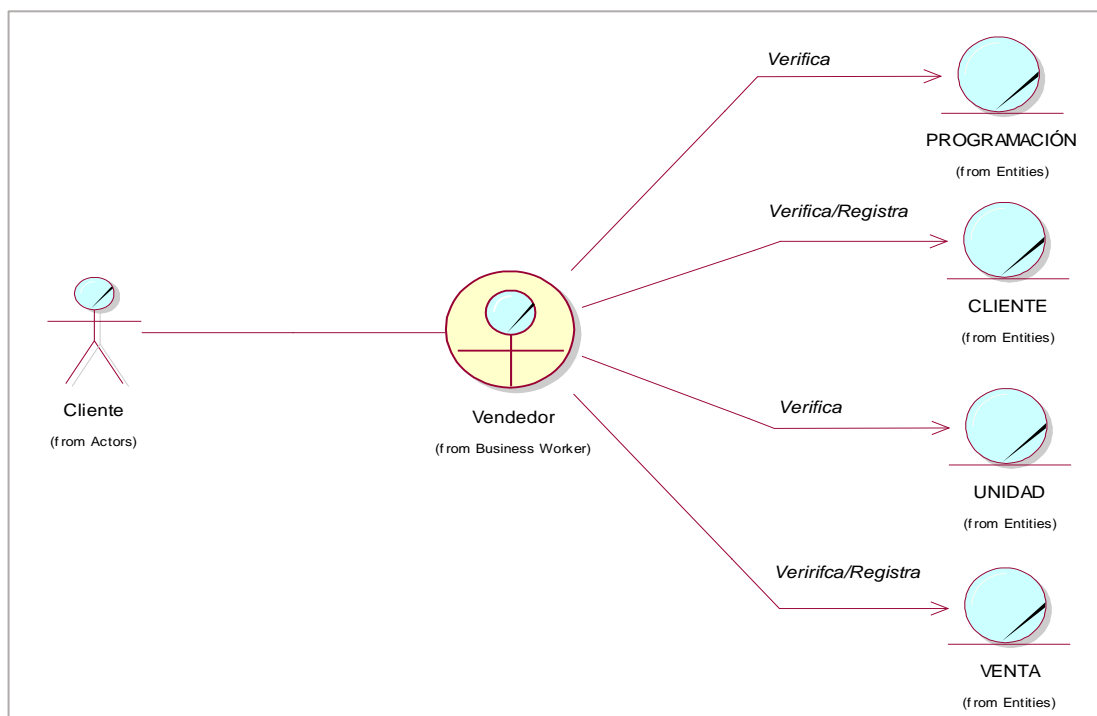 Verifica
PROGRAMACIÓN
(from Entities)
Verifica/Registra
CLIENTE
(from Entities)
Cliente
(from Actors)
Vendedor
(from Business Worker)
Verifica
UNIDAD
(from Entities)
Veririfca/Registra
VENTA
(from Entities)